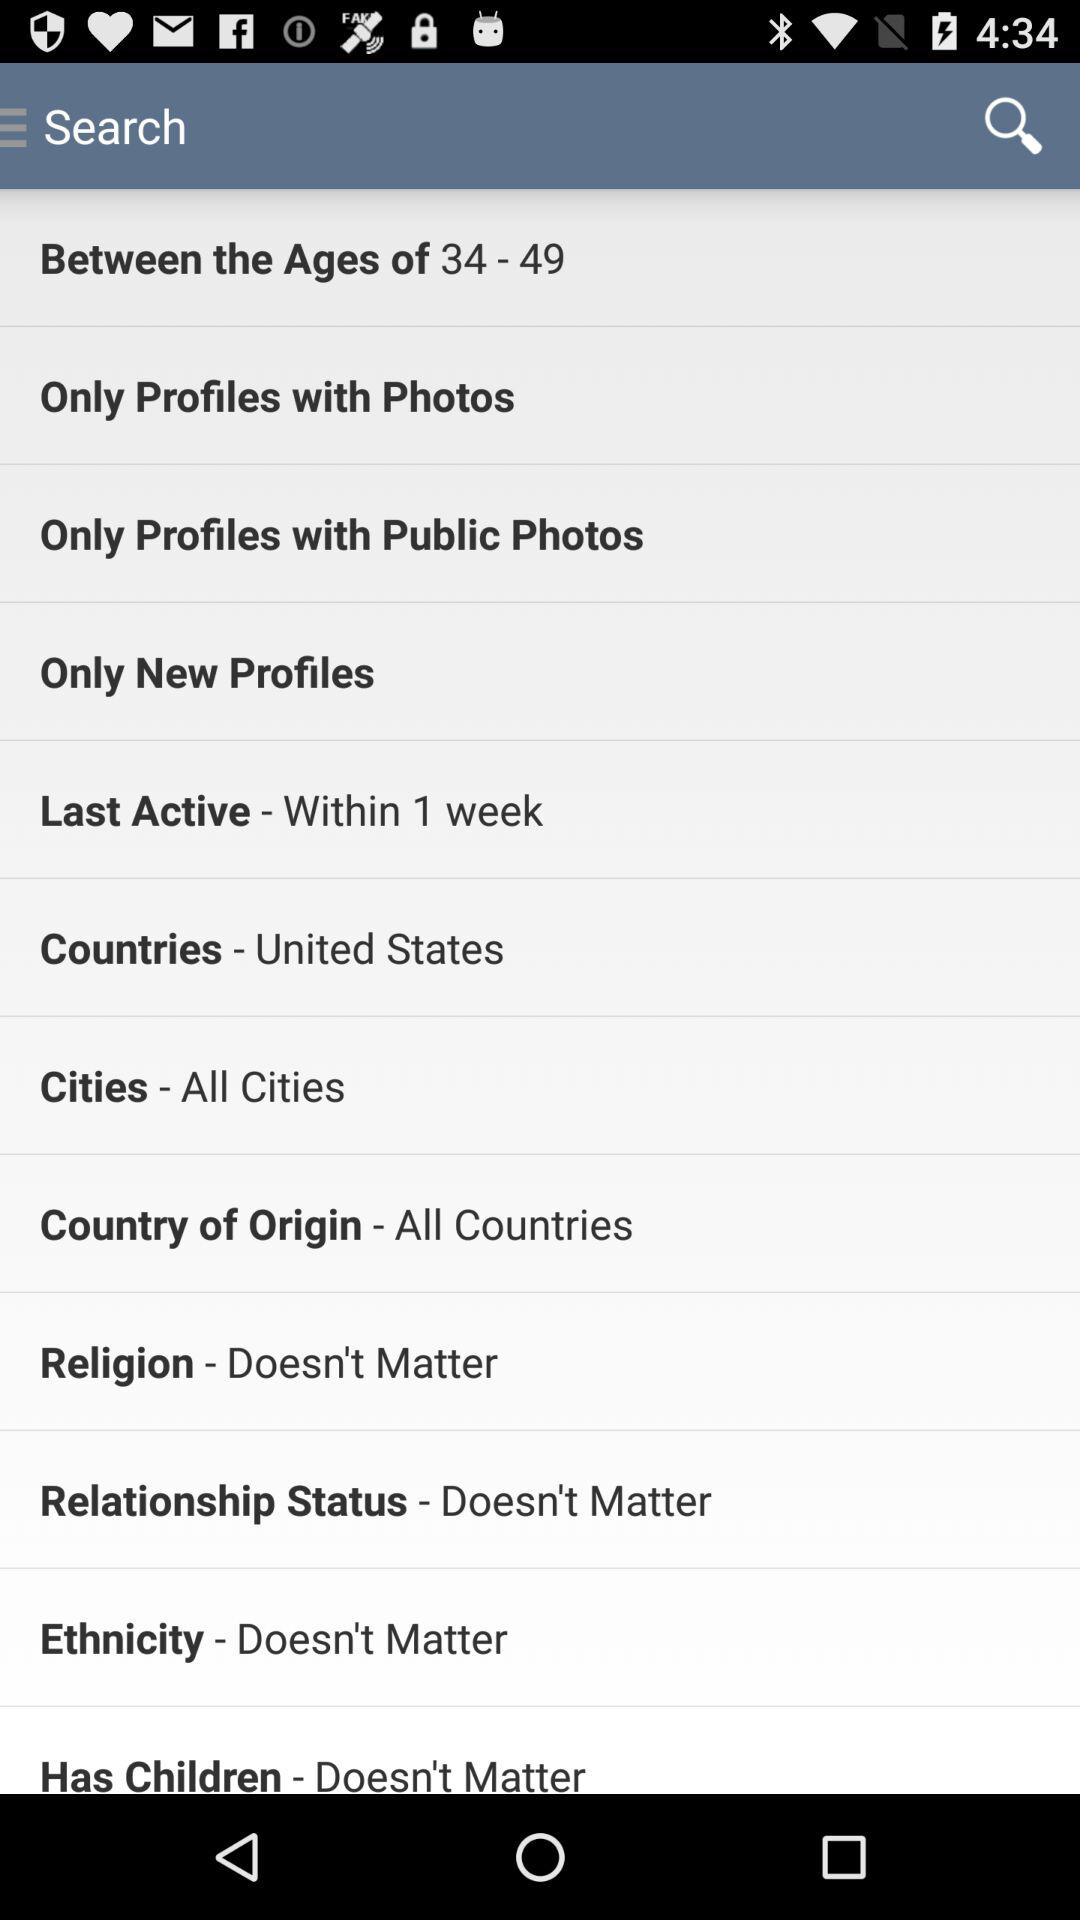 FAKE
4:34
Search
Between the Ages of 34 - 49
Only Profiles with Photos
Only Profiles with Public Photos
Only New Profiles
Last Active - Within 1 week
Countries - United States
Cities - All Cities
Country of Origin - All Countries
Religion - Doesn't Matter
Relationship Status - Doesn't Matter
Ethnicity - Doesn't Matter
Has Children - Doesn't Matter